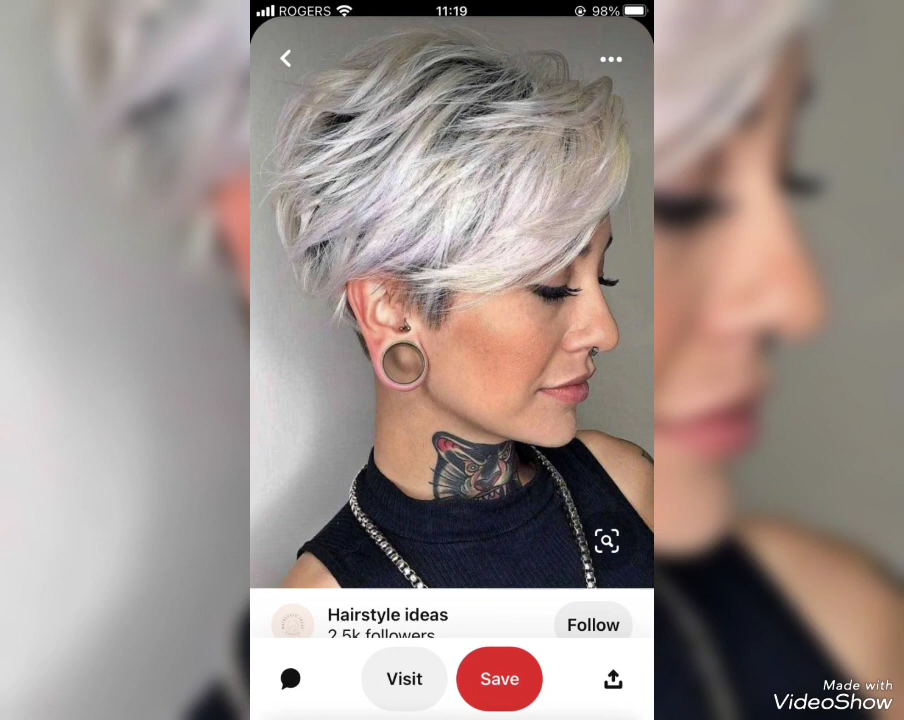 ROGERS 11:19 98%
Hairstyle ideas
2.5k followers
Follow
Visit
Save
Made with
VideoShow